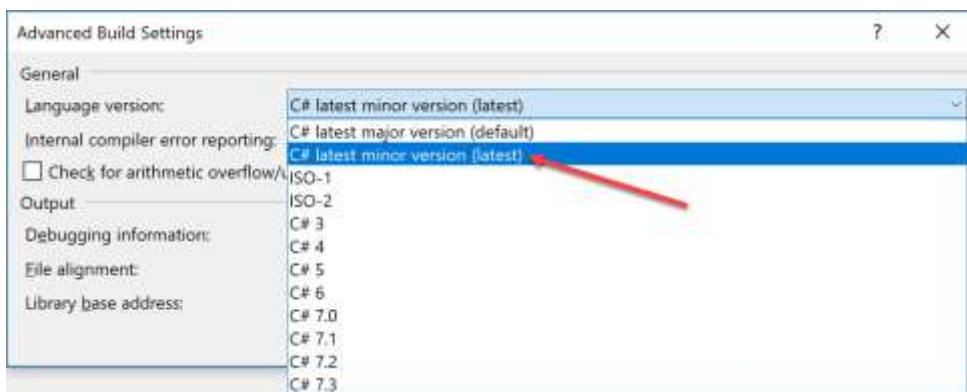 Advanced Build Settings ? ×
General
Language version: C# latest minor version (latest)
C# latest major version (default)
Internal compiler error reporting: C# latest minor version (latest)
Check for arithmetic overflow/ ISO-1
Output ISO-2
C# 3
Debugging information: C# 4
File alignment: C# 5
Library base address: C# 6
C# 7.0
C# 7.1
C# 7.2
C# 7.3